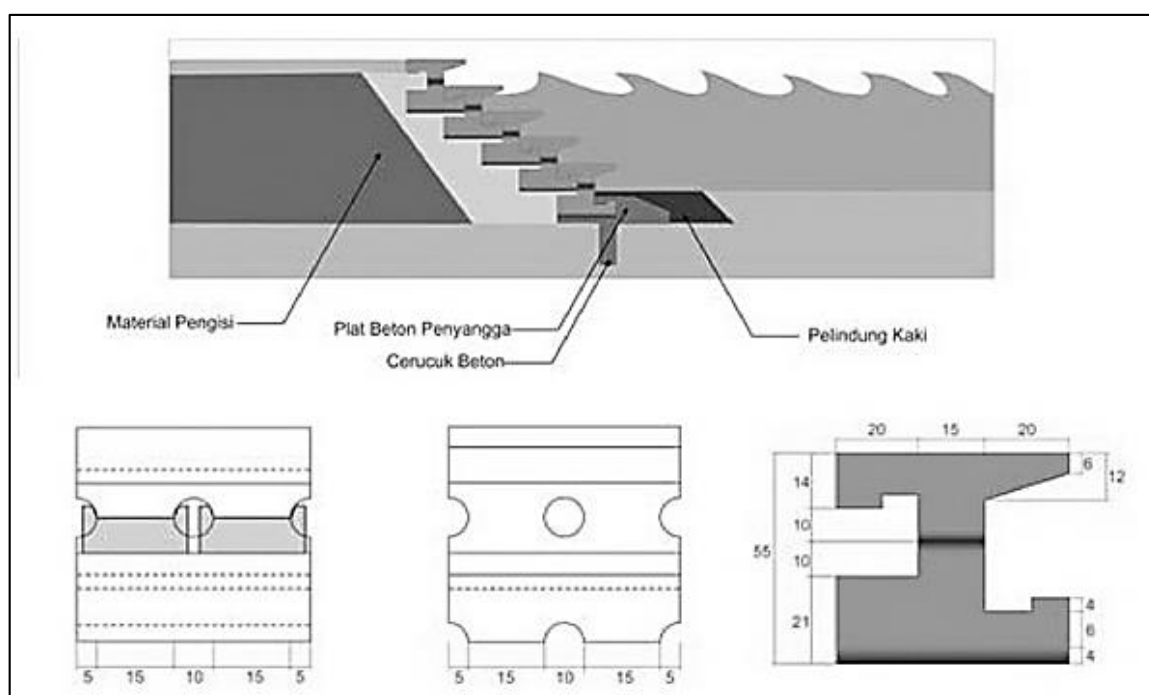 Material Pengisi
Plat Beton Penyangga
Cerucuk Beton
Pelindung Kaki
5 15 10 15 5
5 15 10 15 5
20 15 20
55
14
10
10
21
6
12
4
6
4